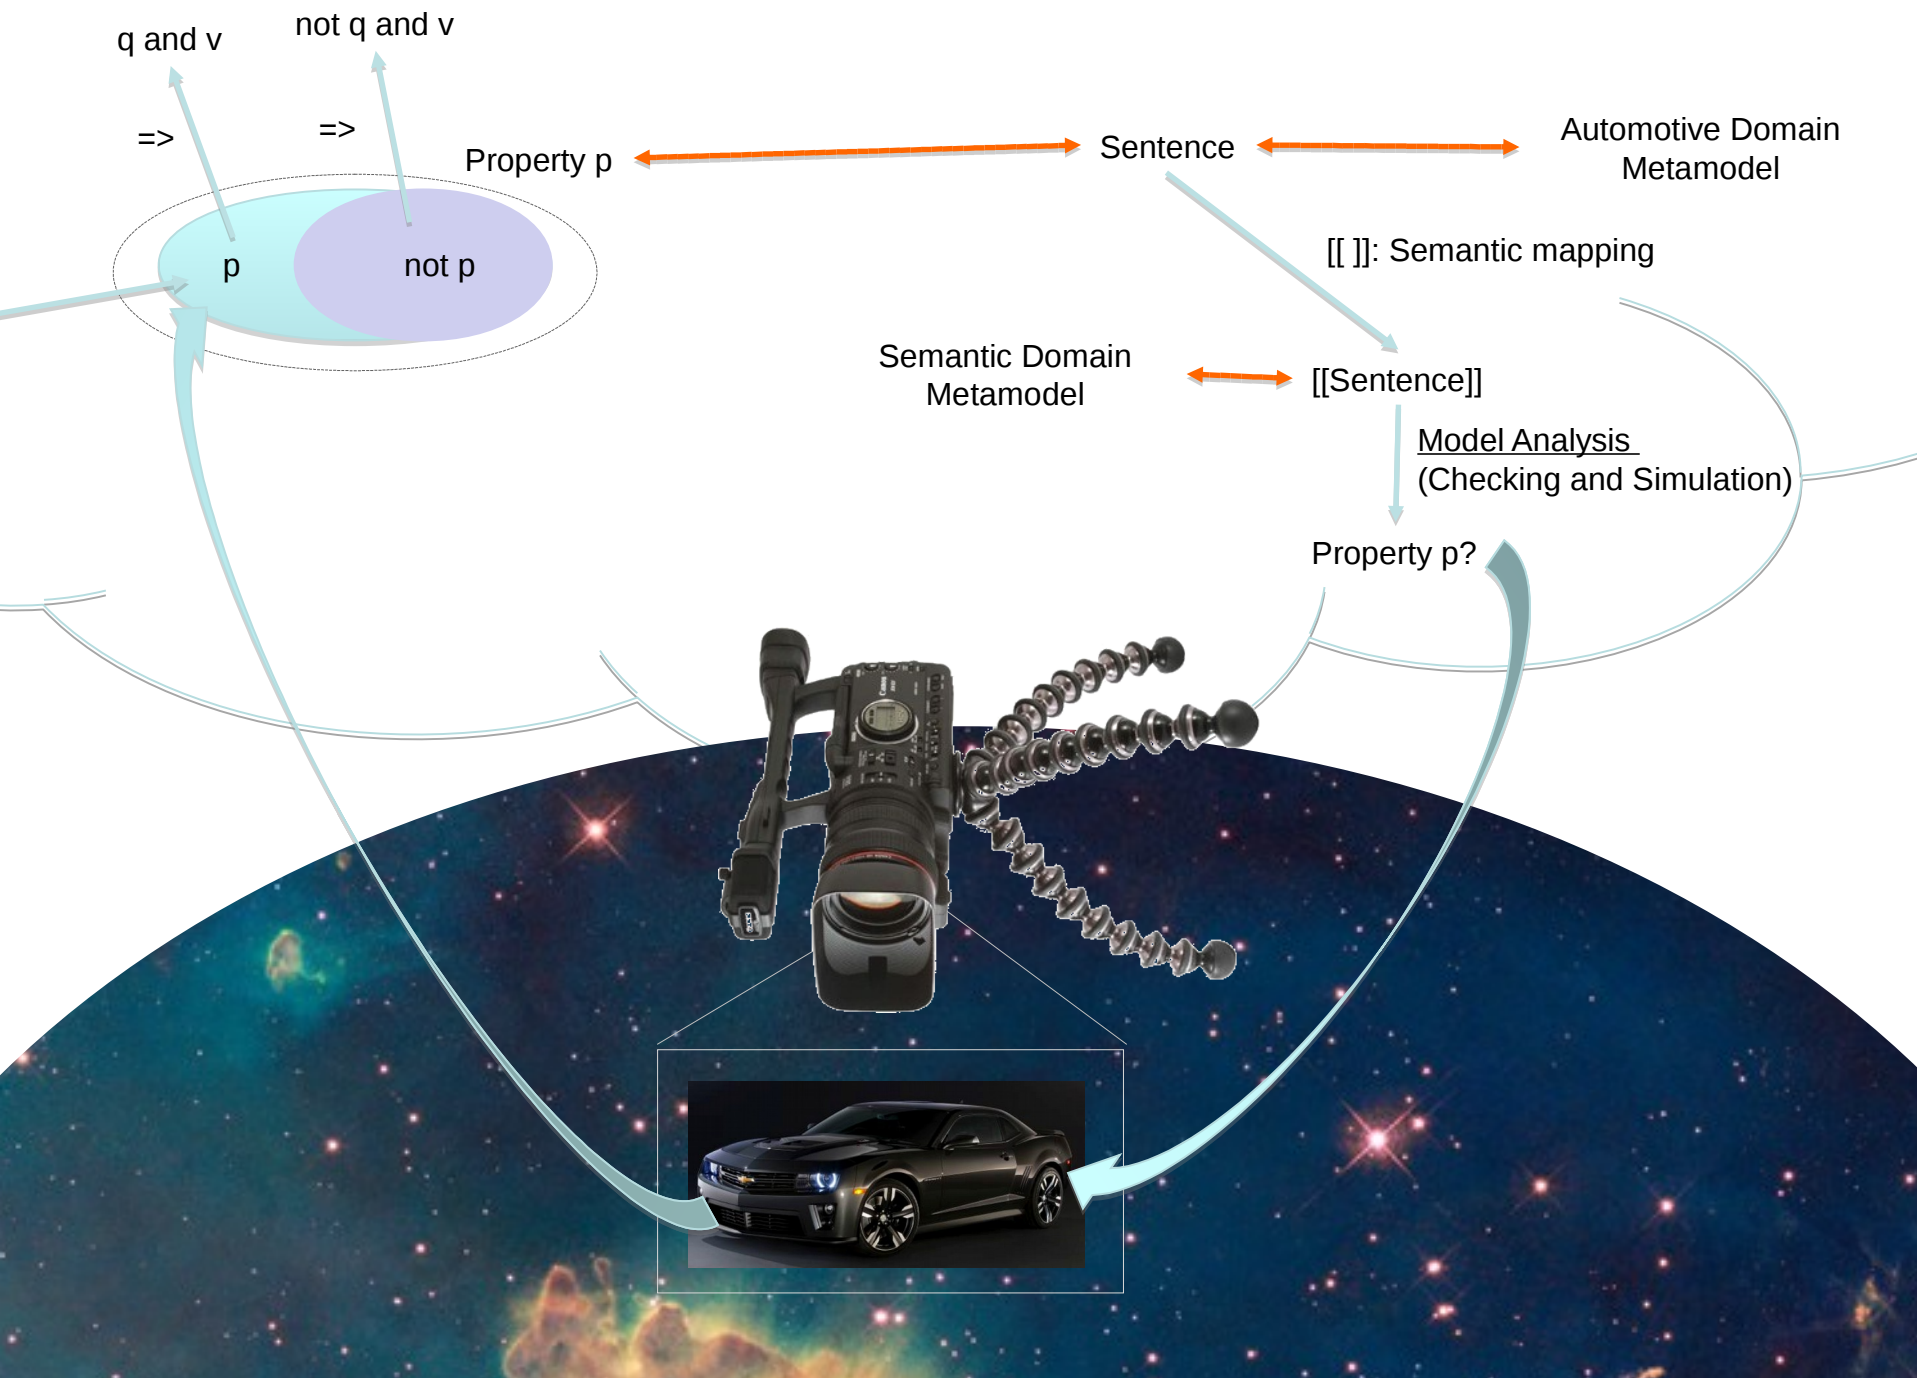 q and v
not q and v
=>
=>
Property p
Sentence
Automotive Domain
Metamodel
[[ ]]: Semantic mapping
p
not p
Semantic Domain
Metamodel
[[Sentence]]
Model Analysis
(Checking and Simulation)
Property p?
Canon